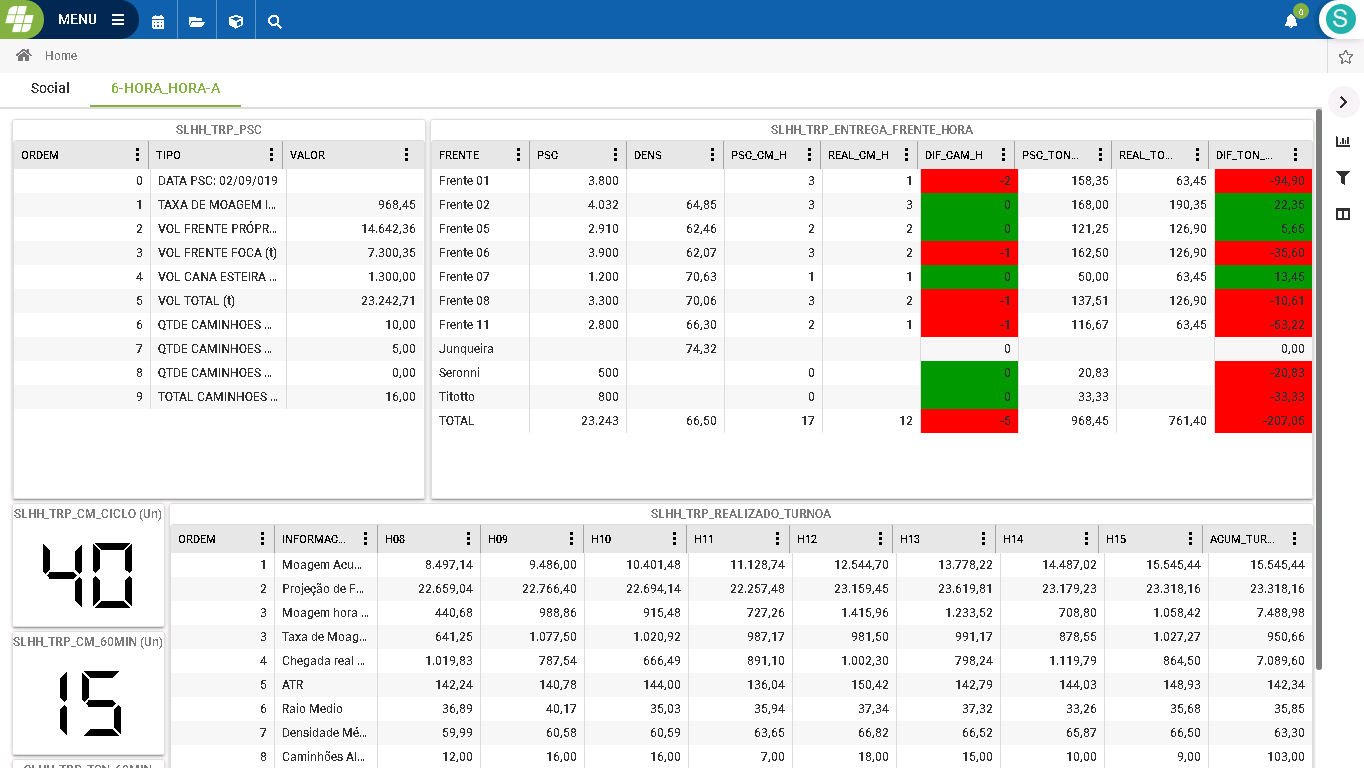 MENU
0
S
Home
Social 6-HORA_HORA-A
SLHH_TRP_PSC
ORDEM TIPO VALOR
0 DATA PSC: 02/09/019
1 TAXA DE MOAGEM I... 968,45
2 VOL FRENTE PRÓPR... 14.642,36
3 VOL FRENTE FOCA (t) 7.300,35
4 VOL CANA ESTEIRA ... 1.300,00
5 VOL TOTAL (t) 23.242,71
6 QTDE CAMINHOES ... 10,00
7 QTDE CAMINHOES ... 5,00
8 QTDE CAMINHOES ... 0,00
9 TOTAL CAMINHOES ... 16,00
SLHH_TRP_ENTREGA_FRENTE_HORA
FRENTE PSC DENS PSC_CM_H REAL_CM_H DIF_CAM_H PSC_TON... REAL_TO... DIF_TON_...
Frente 01 3.800 3 1 -2 158,35 63,45 -94,90
Frente 02 4.032 64,85 3 3 0 168,00 190,35 22,35
Frente 05 2.910 62,46 2 2 0 121,25 126,90 5,65
Frente 06 3.900 62,07 3 2 -1 162,50 126,90 -35,60
Frente 07 1.200 70,63 1 1 0 50,00 63,45 13,45
Frente 08 3.300 70,06 3 2 -1 137,51 126,90 -10,61
Frente 11 2.800 66,30 2 1 -1 116,67 63,45 -53,22
Junqueira 74,32 0 0,00
Seronni 500 0 0 20,83 -20,83
Titotto 800 0 0 33,33 -33,33
TOTAL 23.243 66,50 17 12 -5 968,45 761,40 -207,05
SLHH_TRP_CM_CICLO (Un)
40
SLHH_TRP_CM_60MIN (Un)
15
SLHH_TRP_TON_60MIN
SLHH_TRP_REALIZADO_TURNOA
ORDEM INFORMAC... H08 H09 H10 H11 H12 H13 H14 H15 ACUM_TUR...
1 Moagem Acu... 8.497,14 9.486,00 10.401,48 11.128,74 12.544,70 13.778,22 14.487,02 15.545,44 15.545,44
2 Projeção de F... 22.659,04 22.766,40 22.694,14 22.257,48 23.159,45 23.619,81 23.179,23 23.318,16 23.318,16
3 Moagem hora ... 440,68 988,86 915,48 727,26 1.415,96 1.233,52 708,80 1.058,42 7.488,98
3 Taxa de Moag... 641,25 1.077,50 1.020,92 987,17 981,50 991,17 878,55 1.027,27 950,66
4 Chegada real ... 1.019,83 787,54 666,49 891,10 1.002,30 798,24 1.119,79 864,50 7.089,60
5 ATR 142,24 140,78 144,00 136,04 150,42 142,79 144,03 148,93 142,34
6 Raio Medio 36,89 40,17 35,03 35,94 37,34 37,32 33,26 35,68 35,85
7 Densidade Mé... 59,99 60,58 60,59 63,65 66,82 66,52 65,87 66,50 63,30
8 Caminhões Al... 12,00 16,00 16,00 7,00 18,00 15,00 10,00 9,00 103,00